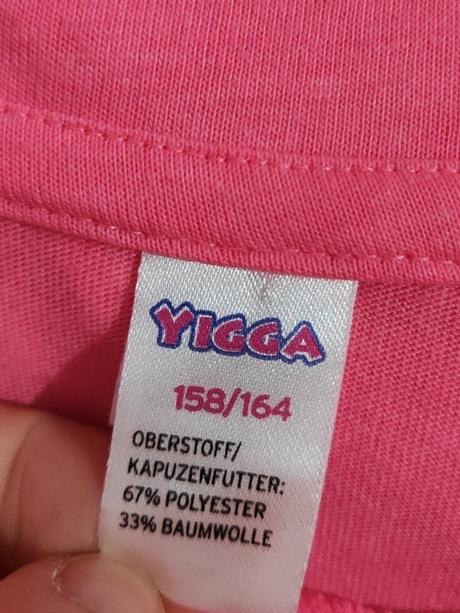 YIGGA
158/164
OBERSTOFF/
KAPUZENFUTTER:
67% POLYESTER
33% BAUMWOLLE